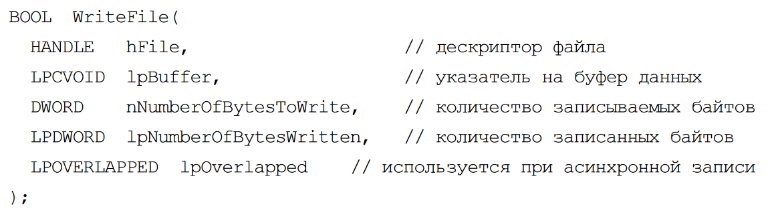 BOOL WriteFile(
HANDLE hFile, // дескриптор файла
LPCVOID lpBuffer, // указатель на буфер данных
DWORD nNumberOfBytesToWrite, // количество записываемых байтов
LPDWORD lpNumberOfBytesWritten, // количество записанных байтов
LPOVERLAPPED lpOverlapped // используется при асинхронной записи
);